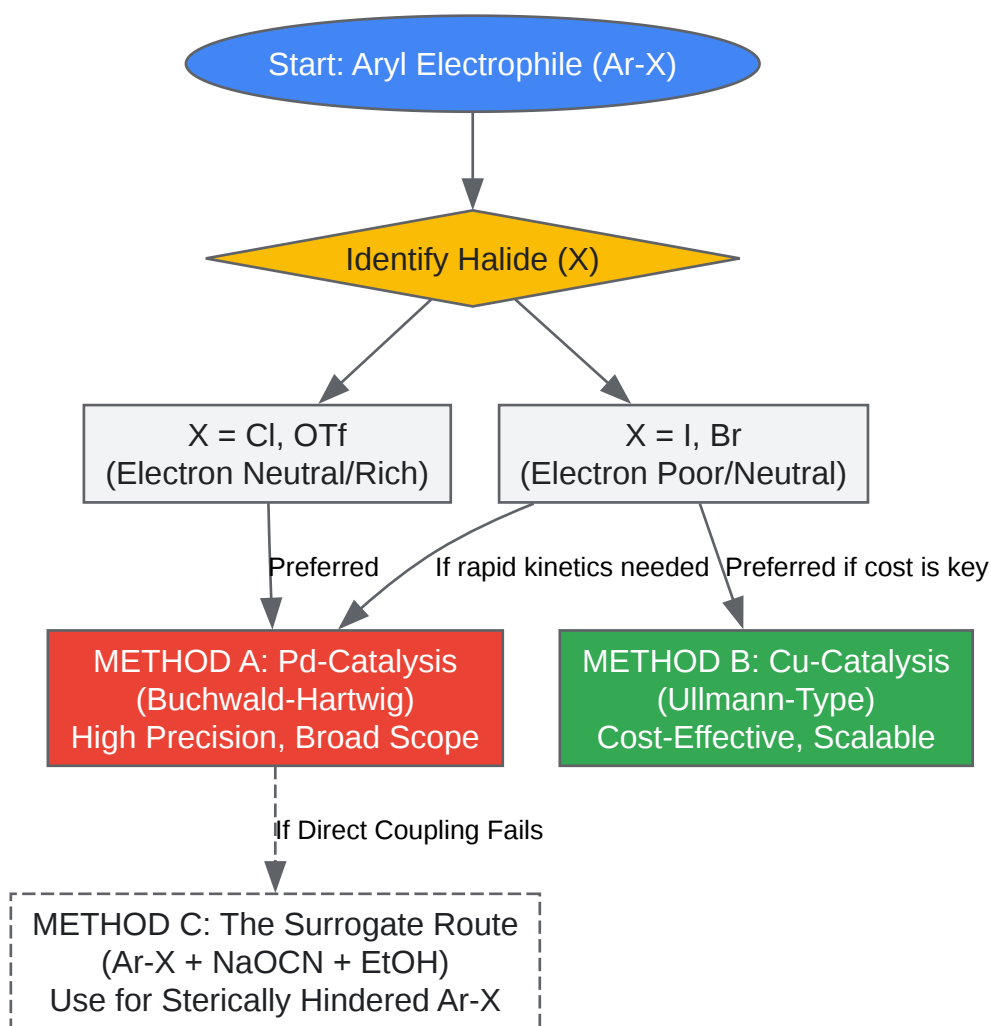 Start: Aryl Electrophile (Ar-X)
Identify Halide (X)
X = Cl, OTf
(Electron Neutral/Rich)
X = I, Br
(Electron Poor/Neutral)
Preferred
If rapid kinetics needed
Preferred if cost is key
METHOD A: Pd-Catalysis
(Buchwald-Hartwig)
High Precision, Broad Scope
METHOD B: Cu-Catalysis
(Ullmann-Type)
Cost-Effective, Scalable
If Direct Coupling Fails
METHOD C: The Surrogate Route
(Ar-X + NaOCN + EtOH)
Use for Sterically Hindered Ar-X